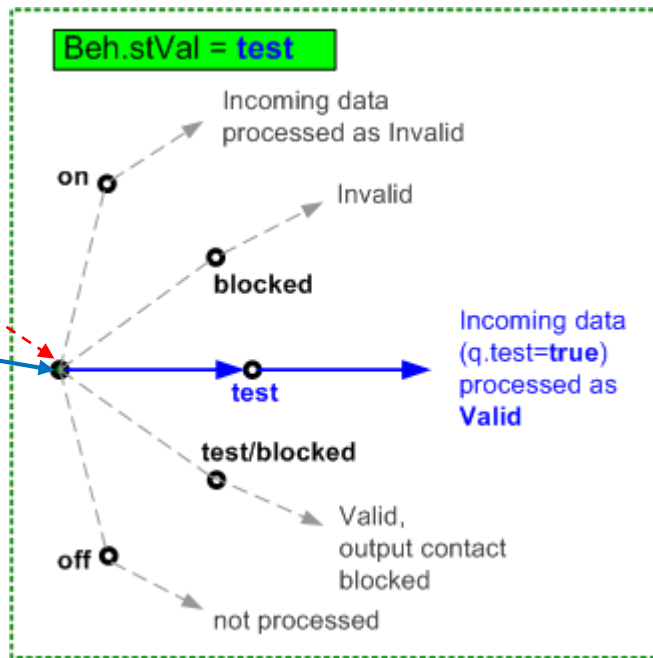 Beh.stVal = test
Incoming data
processed as Invalid
on
Invalid
blocked
Incoming data
(q.test=true)
processed as
Valid
test
test/blocked
Valid,
output contact
blocked
off
not processed